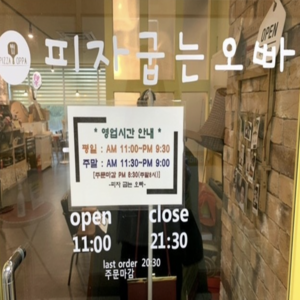 PIZZA OPPA
피자굽는오빠
OPEN
* 영업시간 안내 *
평일 : AM 11:00~PM 9:30
주말 : AM 11:30~PM 9:00
[주문마감 PM 8:30(주말8시)]
-피자 굽는 오빠-
open close
11:00 21:30
last order 20:30
주문마감